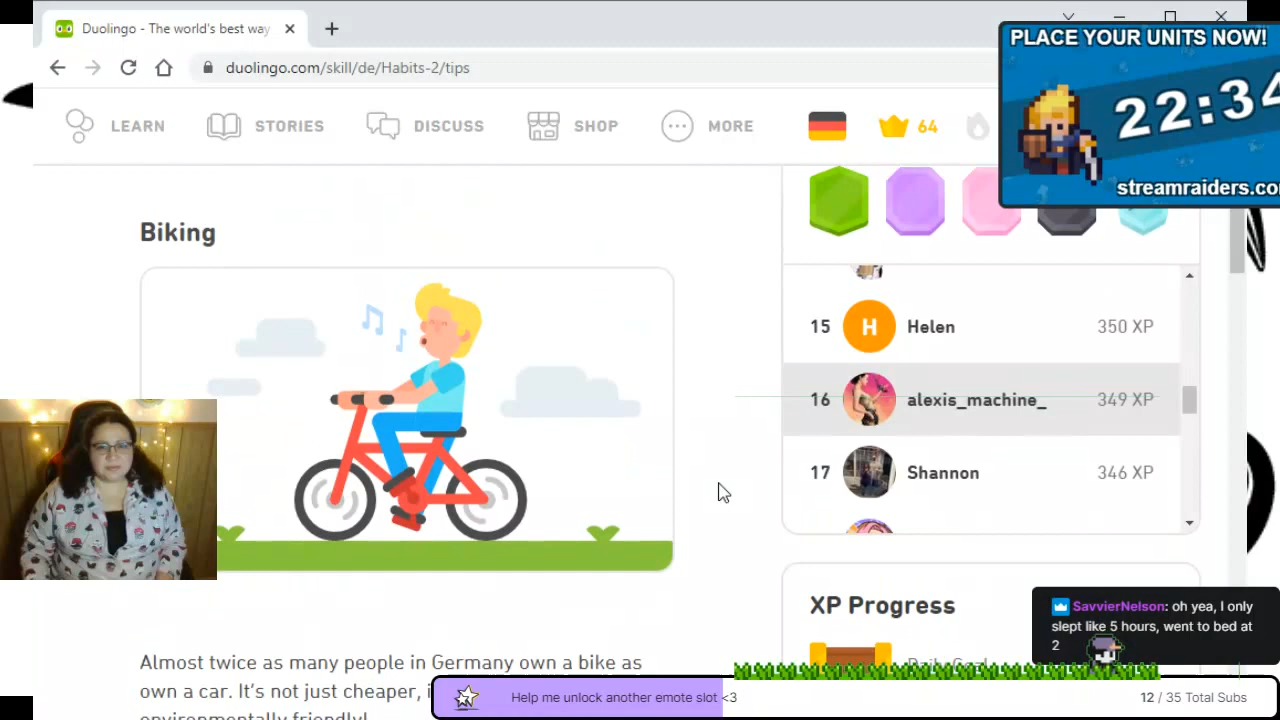 Duolingo - The world's best way
duolingo.com/skill/de/Habits-2/tips
PLACE YOUR UNITS NOW!
22:34
streamraiders.co
LEARN
STORIES
DISCUSS
SHOP
MORE
64
Biking
15 Helen 350 XP
16 alexis_machine_ 349 XP
17 Shannon 346 XP
XP Progress
Almost twice as many people in Germany own a bike as
own a car. It's not just cheaper, i
SavvierNelson: oh yea, I only
slept like 5 hours, went to bed at
2
Help me unlock another emote slot <3
12 / 35 Total Subs